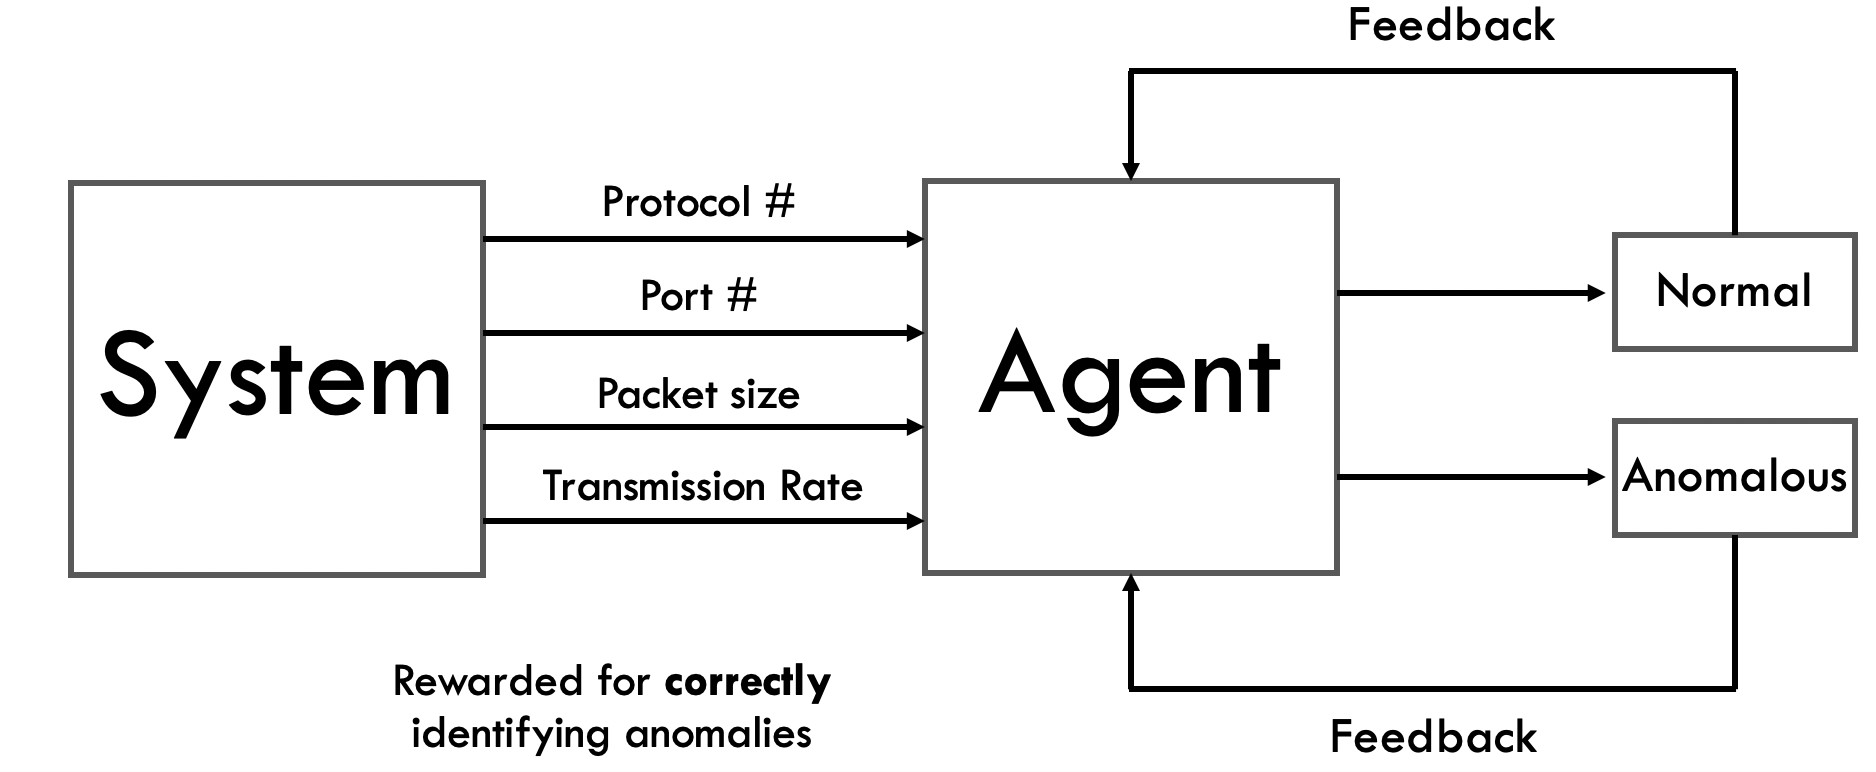 Feedback
Protocol #
Port #
Packet size
Transmission Rate
System
Agent
Normal
Anomalous
Rewarded for correctly
identifying anomalies
Feedback